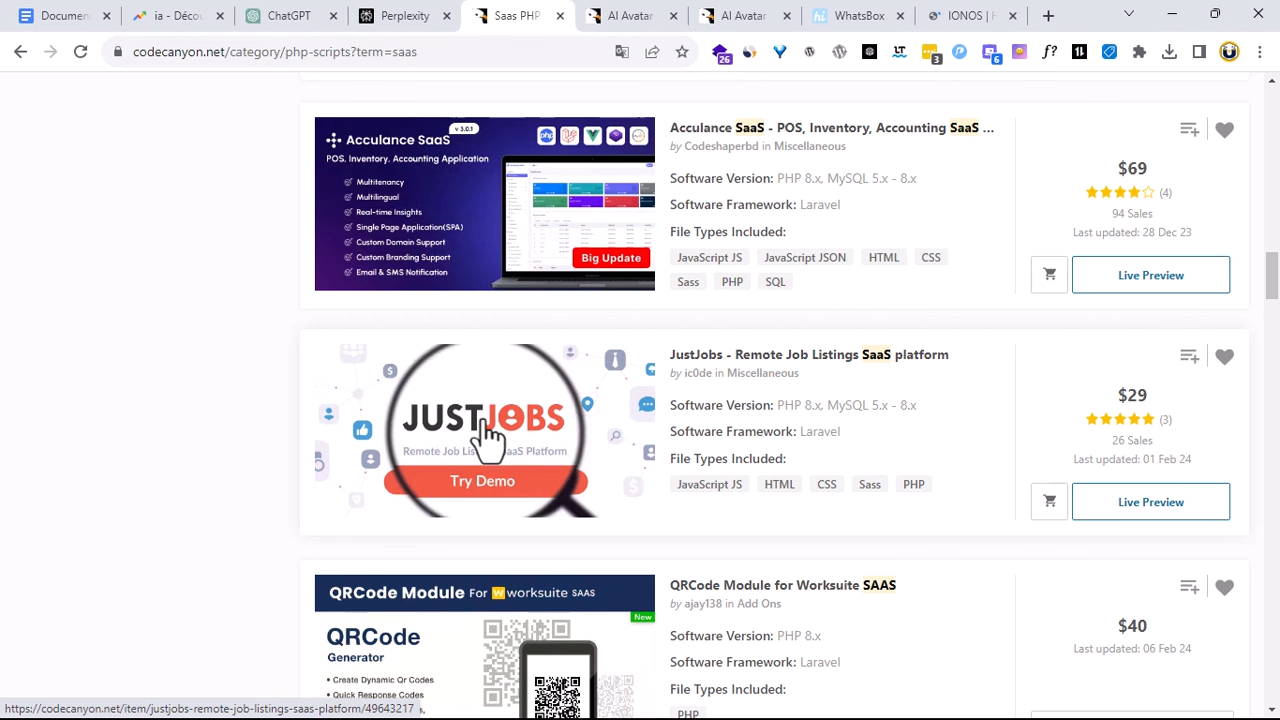 Documen
ia - Décou
ChatGPT
Perplexity
Saas PHP
AI Avatar
AI Avatar
WhatsBox
IONOS | H
codecanyon.net/category/php-scripts?term=saas
26
3
6
f?
Acculance SaaS
v 3.0.1
POS, Inventory, Accounting Application
Multitenancy
Multilingual
Real-time Insights
Single Page Application(SPA)
Custom Domain Support
Custom Branding Support
Email & SMS Notification
php
Big Update
Acculance SaaS - POS, Inventory, Accounting SaaS ...
by Codeshaperbd in Miscellaneous
Software Version: PHP 8.x, MySQL 5.x - 8.x
Software Framework: Laravel
File Types Included:
JavaScript JS JavaScript JSON HTML CSS
Sass PHP SQL
$69
(4)
94 Sales
Last updated: 28 Dec 23
Live Preview
JUSTJOBS
Remote Job Lis SaaS Platform
Try Demo
JustJobs - Remote Job Listings SaaS platform
by ic0de in Miscellaneous
Software Version: PHP 8.x, MySQL 5.x - 8.x
Software Framework: Laravel
File Types Included:
JavaScript JS HTML CSS Sass PHP
$29
(3)
26 Sales
Last updated: 01 Feb 24
Live Preview
QRCode Module For worksuite SAAS
New
QRCode
Generator
• Create Dynamic Qr Codes
• Quick Response Codes
QRCode Module for Worksuite SAAS
by ajay138 in Add Ons
Software Version: PHP 8.x
Software Framework: Laravel
File Types Included:
PHP
$40
Last updated: 06 Feb 24
https://codecanyon.net/item/justjobs-remote-job-listings-saas-platform/49643217